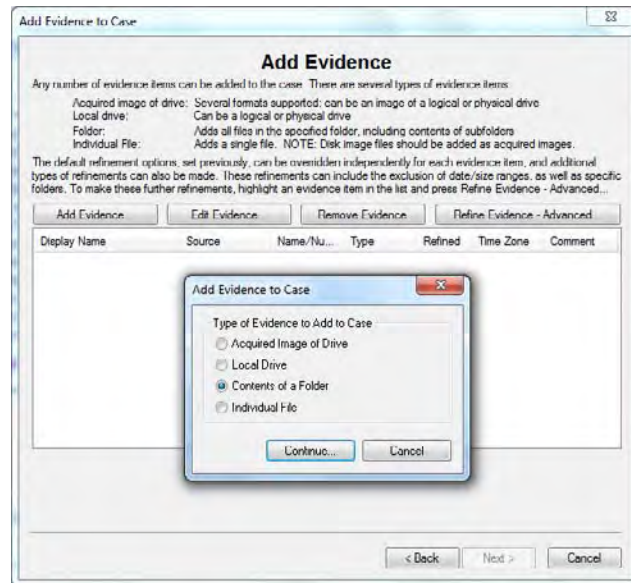 Add Evidence to Case
Add Evidence
Any number of evidence items can be added to the case. There are several types of evidence items
Acquired image of drive: Several formats supported; can be an image of a logical or physical drive
Local drive: Can be a logical or physical drive
Folder: Adds all files in the specified folder, including contents of subfolders
Individual File: Adds a single file. NOTE: Disk image files should be added as acquired images.
The default refinement options, set previously, can be overridden independently for each evidence item, and additional
types of refinements can also be made. These refinements can include the exclusion of date/size ranges, as well as specific
folders. To make these further refinements, highlight an evidence item in the list and press Refine Evidence - Advanced...
Add Evidence Edit Evidence Remove Evidence Refine Evidence - Advanced
Display Name Source Name/Nu... Type Refined Time Zone Comment
Add Evidence to Case
Type of Evidence to Add to Case
Acquired Image of Drive
Local Drive
Contents of a Folder
Individual File
Continue... Cancel
< Back Next > Cancel